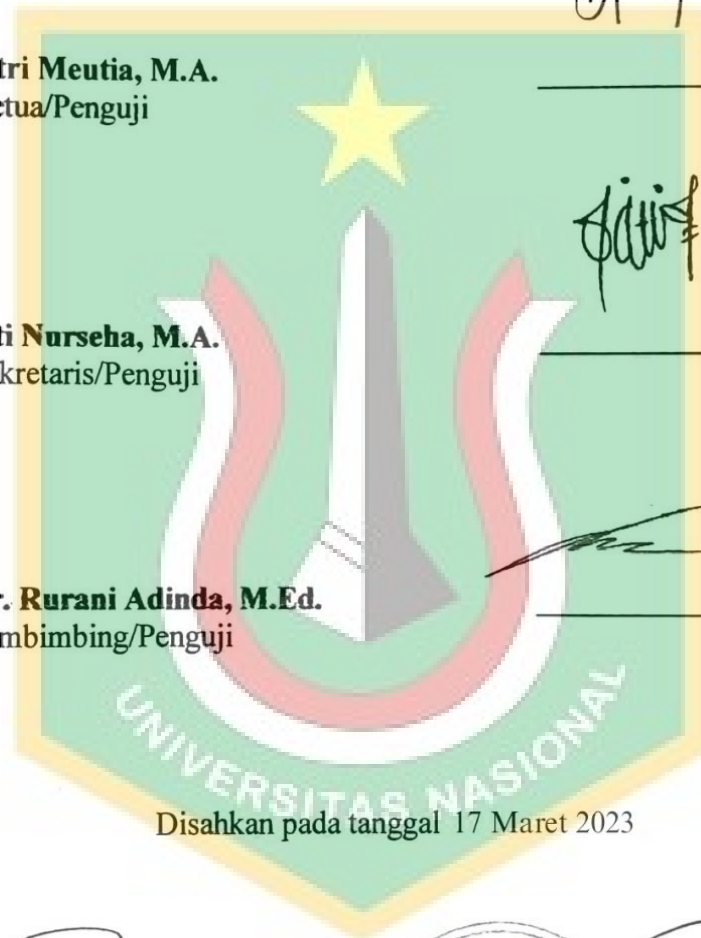 tri Meutia, M.A.
etua/Penguji
ti Nurseha, M.A.
kretaris/Penguji
r. Rurani Adinda, M.Ed.
mbimbing/Penguji
UNIVERSITAS NASIONAL
Disahkan pada tanggal 17 Maret 2023